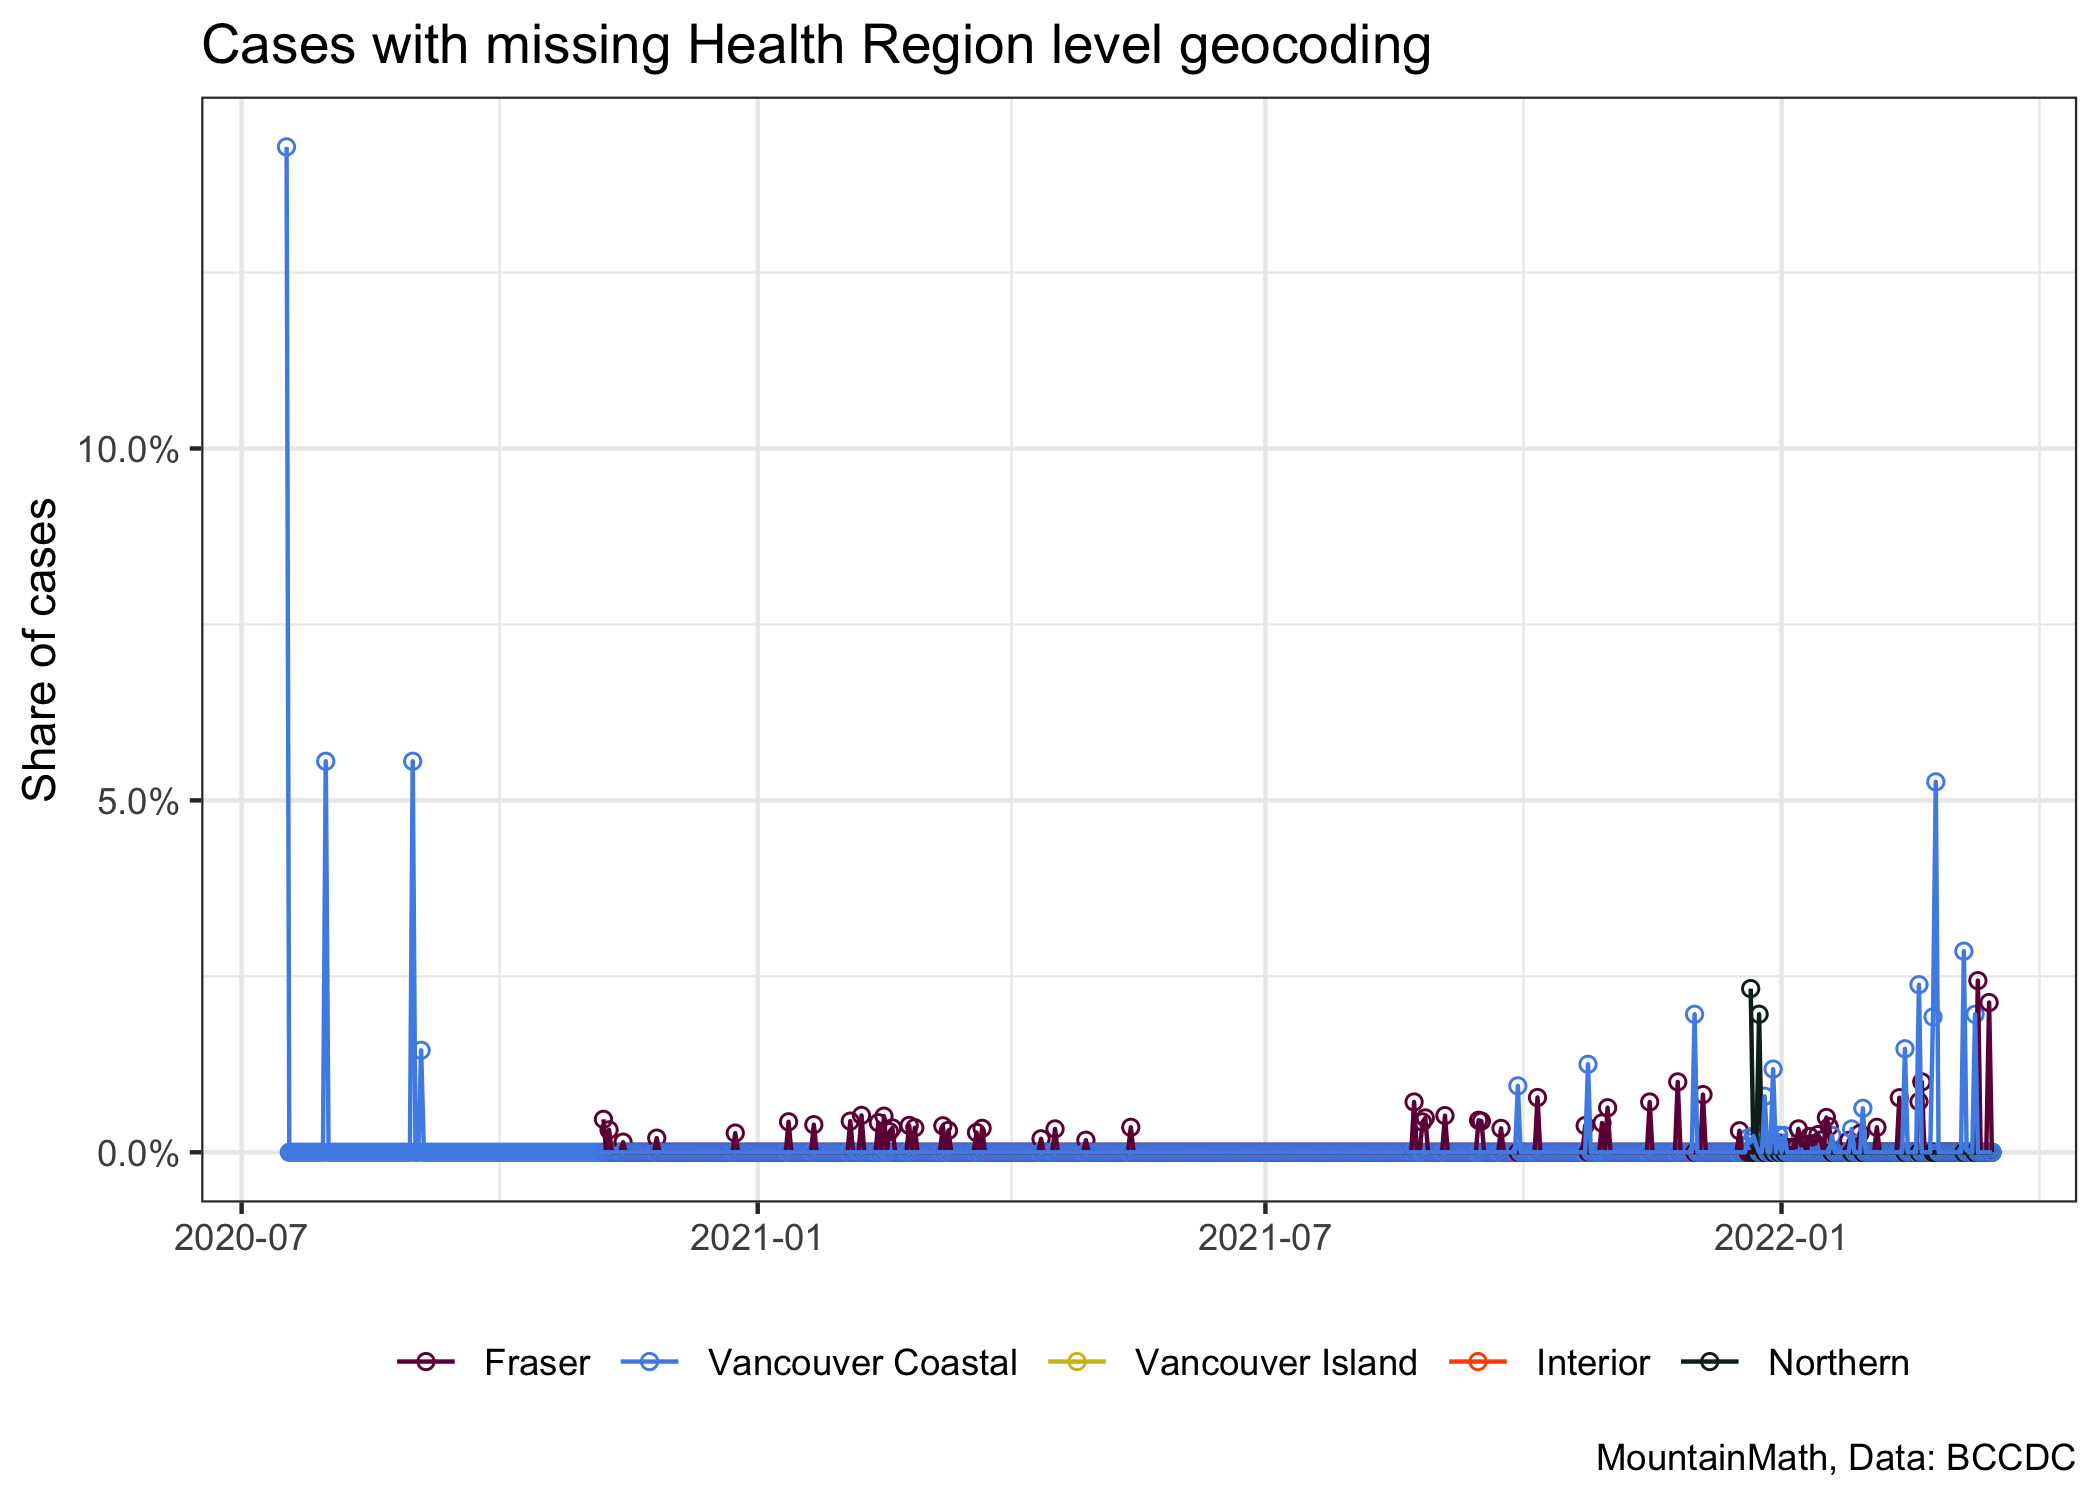 Cases with missing Health Region level geocoding
Share of cases
10.0%
5.0%
0.0%
2020-07 2021-01 2021-07 2022-01
Fraser Vancouver Coastal Vancouver Island Interior Northern
MountainMath, Data: BCCDC